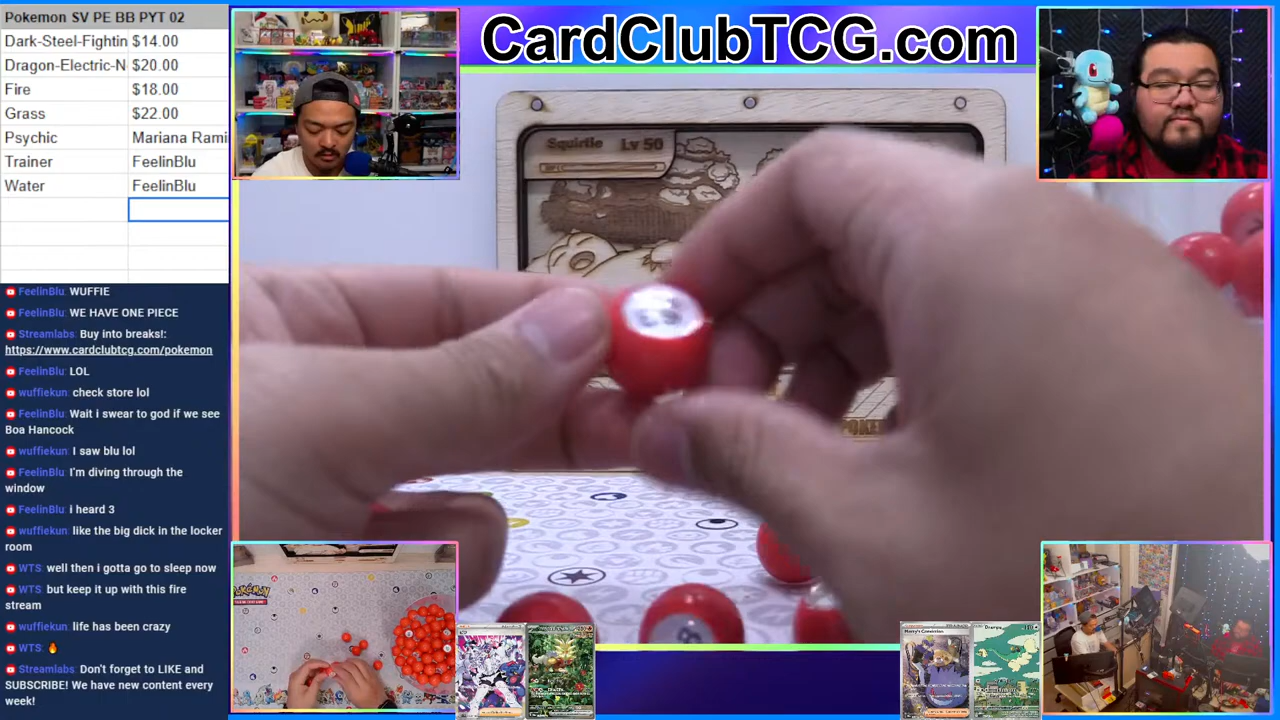 Pokemon SV PE BB PYT 02
Dark-Steel-Fightin $14.00
Dragon-Electric-N $20.00
Fire $18.00
Grass $22.00
Psychic Mariana Rami
Trainer FeelinBlu
Water FeelinBlu
CardClubTCG.com
Squirtle Lv 50
FeelinBlu: WUFFIE
FeelinBlu: WE HAVE ONE PIECE
Streamlabs: Buy into breaks!:
https://www.cardclubtcg.com/pokemon
FeelinBlu: LOL
wuffiekun: check store lol
FeelinBlu: Wait i swear to god if we see
Boa Hancock
wuffiekun: I saw blu lol
FeelinBlu: I'm diving through the
window
FeelinBlu: i heard 3
wuffiekun: like the big dick in the locker
room
WTS: well then i gotta go to sleep now
WTS: but keep it up with this fire
stream
wuffiekun: life has been crazy
WTS: 🔥
Streamlabs: Don't forget to LIKE and
SUBSCRIBE! We have new content every
week!
POKÉMON